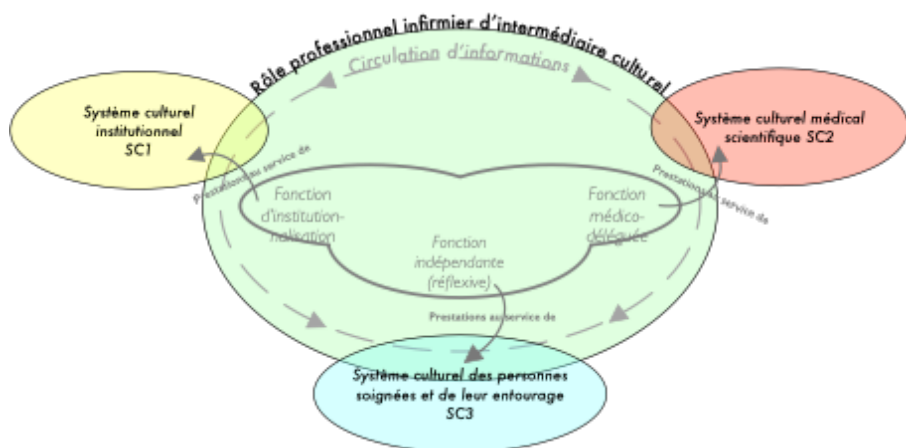 Rôle professionnel infirmier d'intermédiaire culturel
Circulation d'informations
Système culturel
institutionnel
SC1
Système culturel médical
scientifique SC2
Prestations au service de
Prestations au service de
Fonction
d'institution-
nalisation
Fonction
médico-
déléguée
Fonction
indépendante
(réflexive)
Prestations au service de
Système culturel des personnes
soignées et de leur entourage
SC3